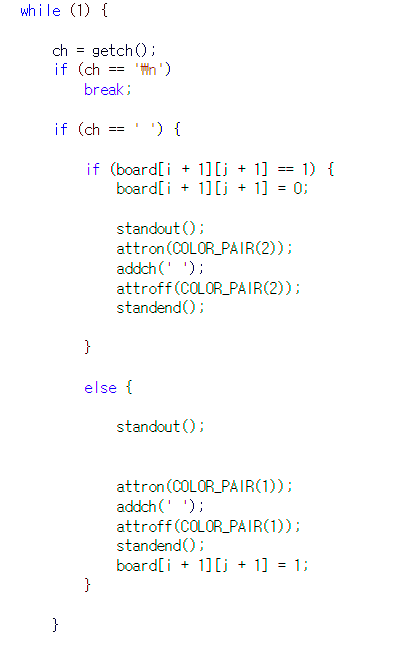 while (1) {
ch = getch();
if (ch == '₩n')
break;
if (ch == ' ') {
if (board[i + 1][j + 1] == 1) {
board[i + 1][j + 1] = 0;
standout();
attron(COLOR_PAIR(2));
addch(' ');
attroff(COLOR_PAIR(2));
standend();
}
else {
standout();
attron(COLOR_PAIR(1));
addch(' ');
attroff(COLOR_PAIR(1));
standend();
board[i + 1][j + 1] = 1;
}
}